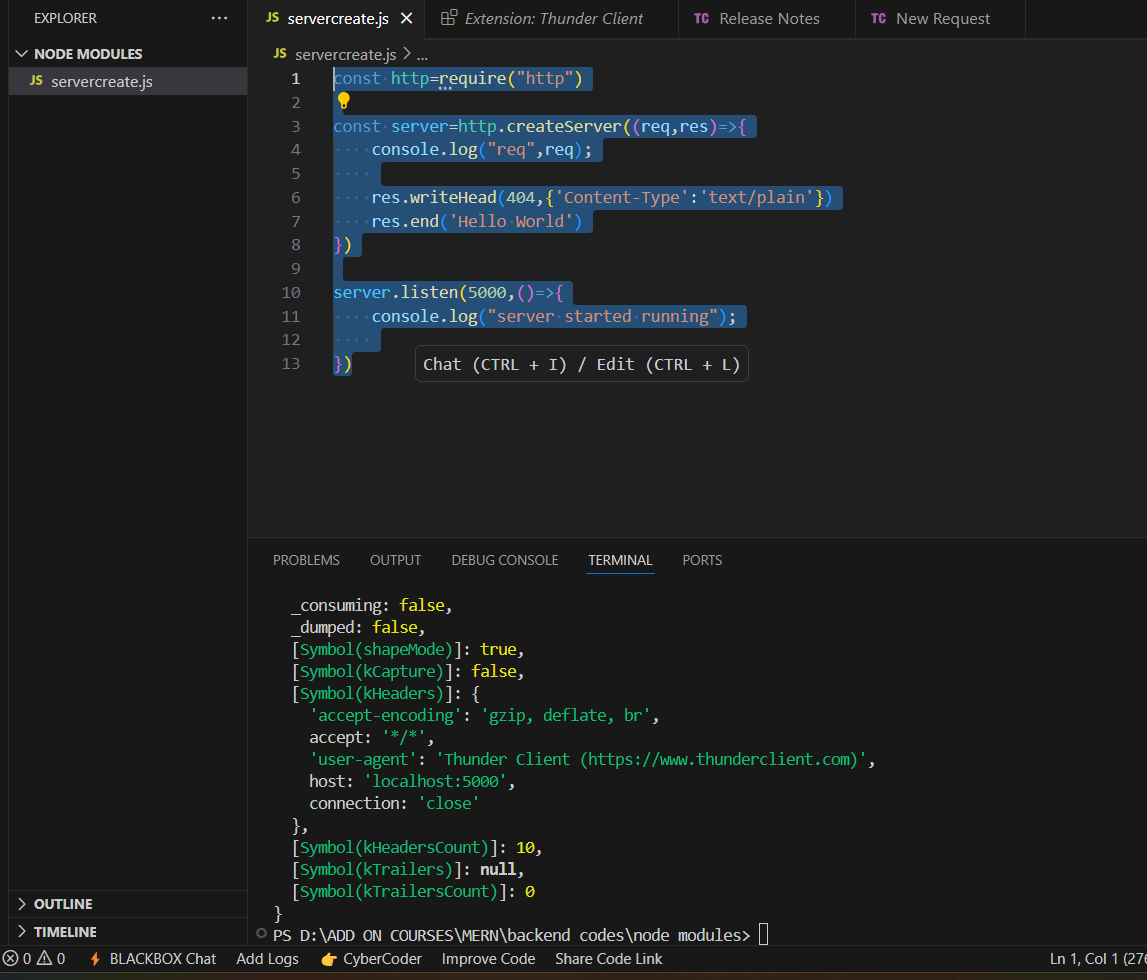 EXPLORER
...
JS servercreate.js ×
Extension: Thunder Client
TC Release Notes
TC New Request
NODE MODULES
JS servercreate.js
JS servercreate.js > ...
1 const http=require("http")
2
3 const server=http.createServer((req,res)=>{
4 console.log("req",req);
5
6 res.writeHead(404,{'Content-Type':'text/plain'})
7 res.end('Hello World')
8 })
9
10 server.listen(5000,()=>{
11 console.log("server started running");
12
13 })
Chat (CTRL + I) / Edit (CTRL + L)
PROBLEMS OUTPUT DEBUG CONSOLE TERMINAL PORTS
_consuming: false,
_dumped: false,
[Symbol(shapeMode)]: true,
[Symbol(kCapture)]: false,
[Symbol(kHeaders)]: {
'accept-encoding': 'gzip, deflate, br',
accept: '*/*',
'user-agent': 'Thunder Client (https://www.thunderclient.com)',
host: 'localhost:5000',
connection: 'close'
},
[Symbol(kHeadersCount)]: 10,
[Symbol(kTrailers)]: null,
[Symbol(kTrailersCount)]: 0
}
PS D:\ADD ON COURSES\MERN\backend codes\node modules>
OUTLINE
TIMELINE
0 0 BLACKBOX Chat Add Logs CyberCoder Improve Code Share Code Link Ln 1, Col 1 (27